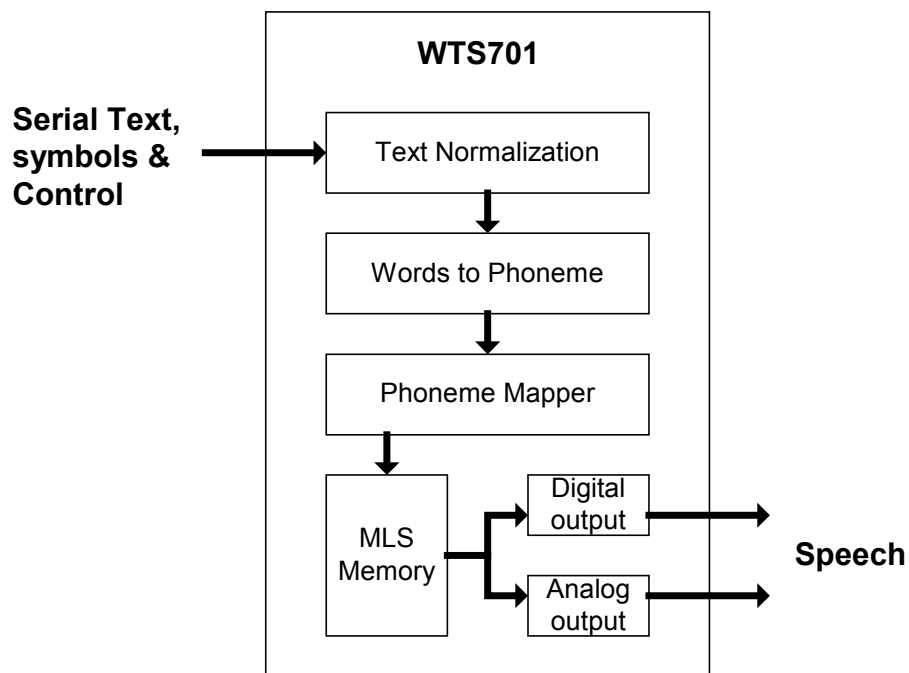 WTS701
Serial Text,
symbols &
Control
Text Normalization
Words to Phoneme
Phoneme Mapper
MLS
Memory
Digital
output
Analog
output
Speech